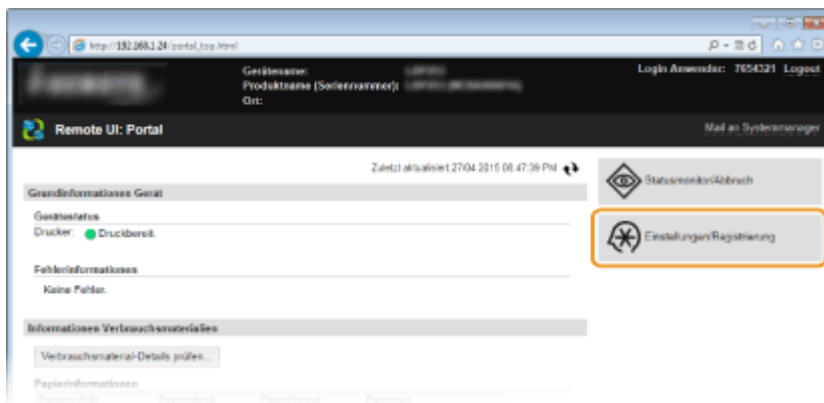 http://192.168.1.24/portal_top.html
Gerätename:
Produktname (Seriennummer):
Ort:
Login Anwender: 7654321 Logout
Remote UI: Portal
Mail an Systemmanager
Zuletzt aktualisiert:27/04 2015 08:47:39 PM
Grundinformationen Gerät
Gerätestatus
Drucker: Druckbereit.
Fehlerinformationen
Keine Fehler.
Informationen Verbrauchsmaterialien
Verbrauchsmaterial-Details prüfen...
Papierinformationen
Statusmonitor/Abbruch
Einstellungen/Registrierung